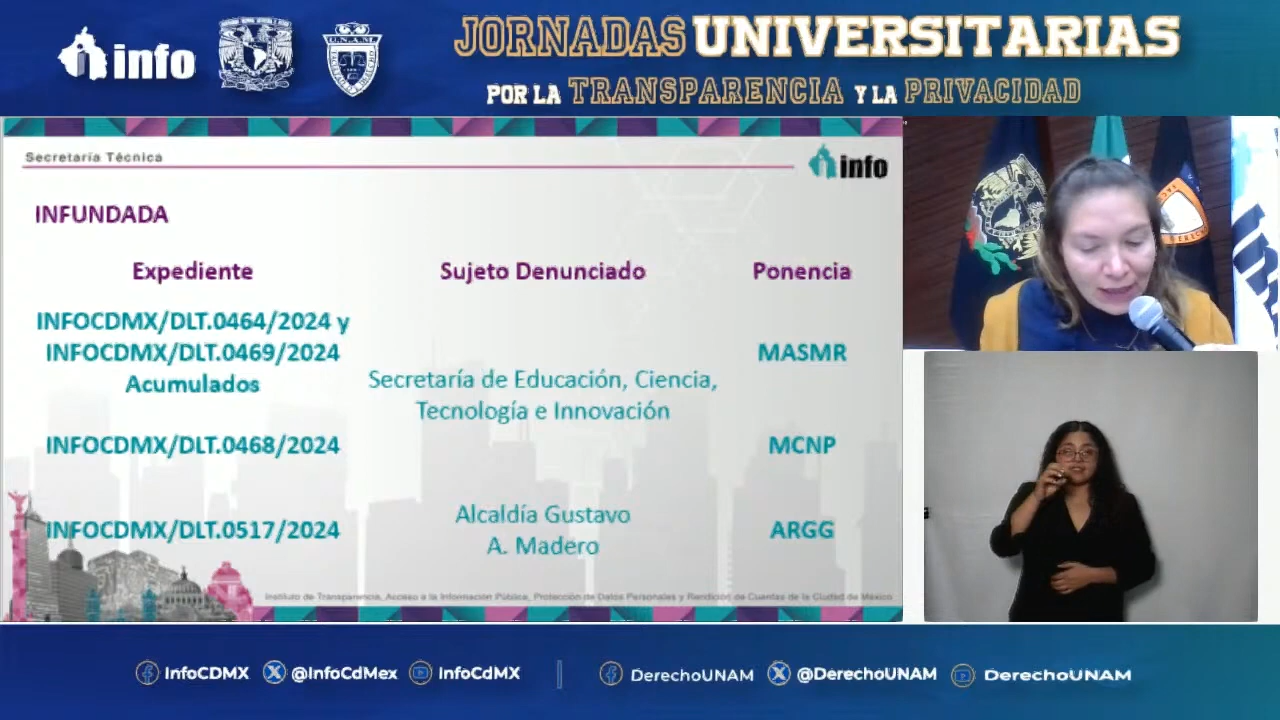 info
JORNADAS UNIVERSITARIAS
POR LA TRANSPARENCIA Y LA PRIVACIDAD
Secretaría Técnica
info
INFUNDADA
Expediente
Sujeto Denunciado
Ponencia
INFOCDMX/DLT.0464/2024 y
INFOCDMX/DLT.0469/2024
Acumulados
MASMR
Secretaría de Educación, Ciencia,
Tecnología e Innovación
INFOCDMX/DLT.0468/2024
MCNP
INFOCDMX/DLT.0517/2024
Alcaldía Gustavo
A. Madero
ARGG
Instituto de Transparencia, Acceso a la Información Pública, Protección de Datos Personales y Rendición de Cuentas de la Ciudad de México
InfoCDMX @InfoCdMex InfoCdMX DerechoUNAM @DerechoUNAM DerechoUNAM